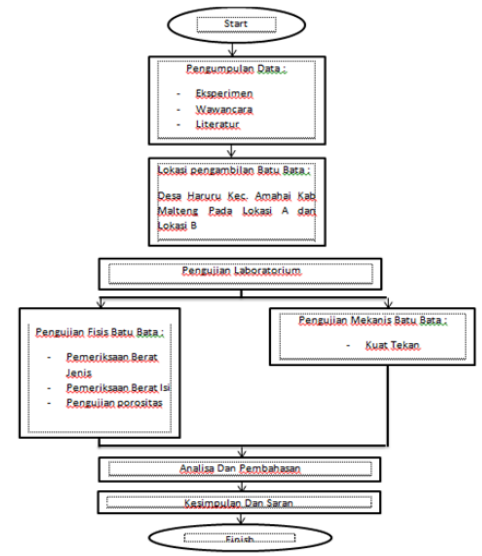 Start
Pengumpulan Data :
- Eksperimen
- Wawancara
- Literatur
Lokasi pengambilan Batu Bata :
Desa Haruru Kec. Amahai Kab
Malteng Pada Lokasi A dan
Lokasi B
Pengujian Laboratorium
Pengujian Fisis Batu Bata :
- Pemeriksaan Berat
Jenis
- Pemeriksaan Berat Isi
- Pengujian porositas
Pengujian Mekanis Batu Bata :
- Kuat Tekan
Analisa Dan Pembahasan
Kesimpulan Dan Saran
Finish